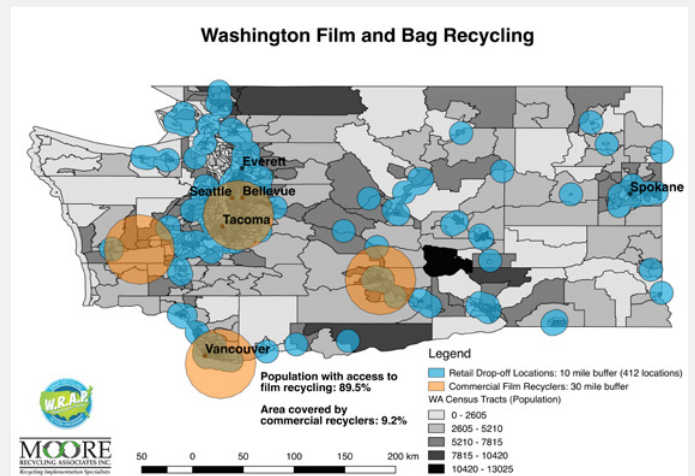 Washington Film and Bag Recycling
Everett
Seattle
Bellevue
Tacoma
Spokane
Vancouver
Population with access to
film recycling: 89.5%
Area covered by
commercial recyclers: 9.2%
Legend
Retail Drop-off Locations: 10 mile buffer (412 locations)
Commercial Film Recyclers: 30 mile buffer
WA Census Tracts (Population)
0 - 2605
2605 - 5210
5210 - 7815
7815 - 10420
10420 - 13025
W.R.A.P.
MOORE
RECYCLING ASSOCIATES INC.
Recycling Implementation Specialists
50 0 50 100 150 200 km